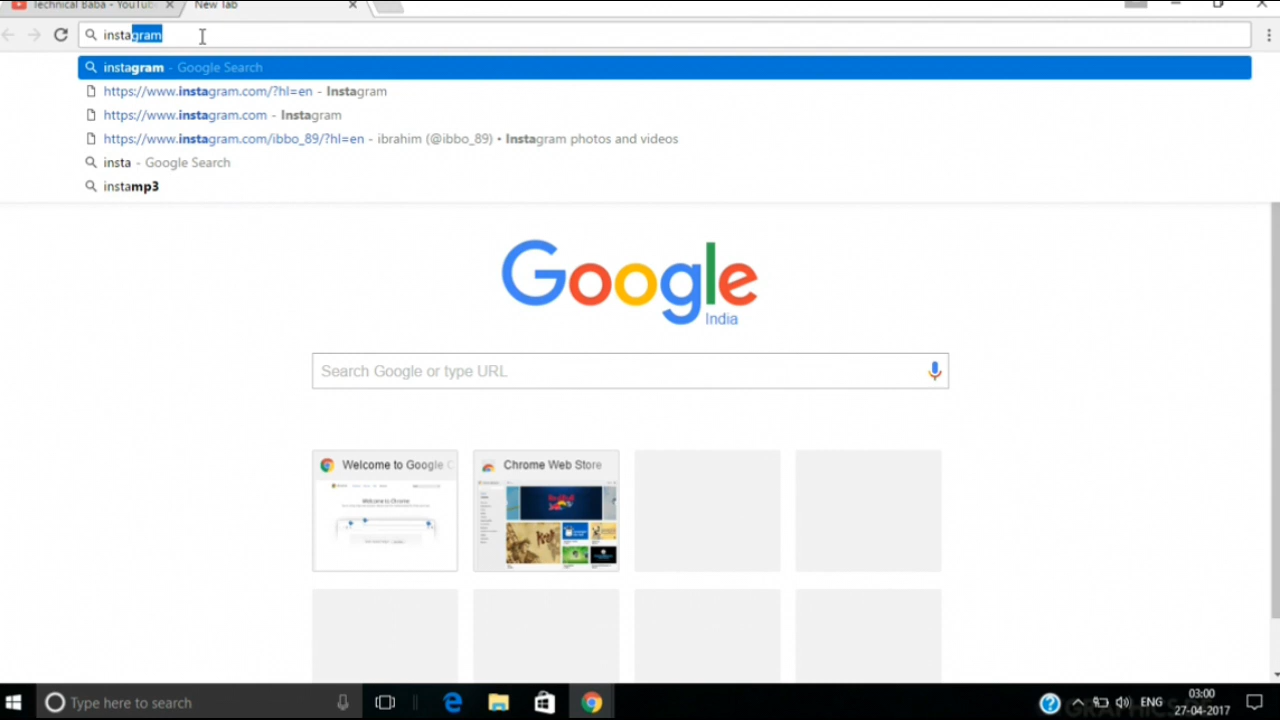 Technical Baba - YouTub
New Tab
instagram
instagram - Google Search
https://www.instagram.com/?hl=en - Instagram
https://www.instagram.com - Instagram
https://www.instagram.com/ibbo_89/?hl=en - ibrahim (@ibbo_89) • Instagram photos and videos
insta - Google Search
instamp3
Google
India
Search Google or type URL
Welcome to Google C
Chrome Web Store
Welcome to Chrome
Type here to search
ENG
03:00
27-04-2017